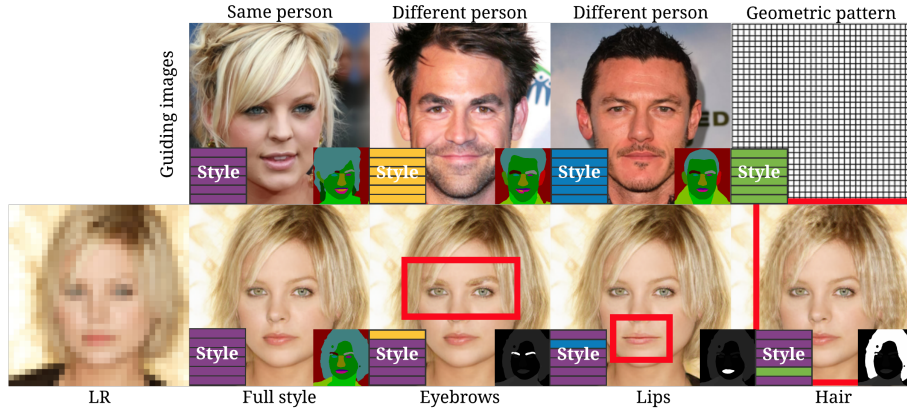 Same person
Different person
Different person
Geometric pattern
Guiding images
Style
Style
Style
Style
ED
Style
Style
Style
Style
LR
Full style
Eyebrows
Lips
Hair